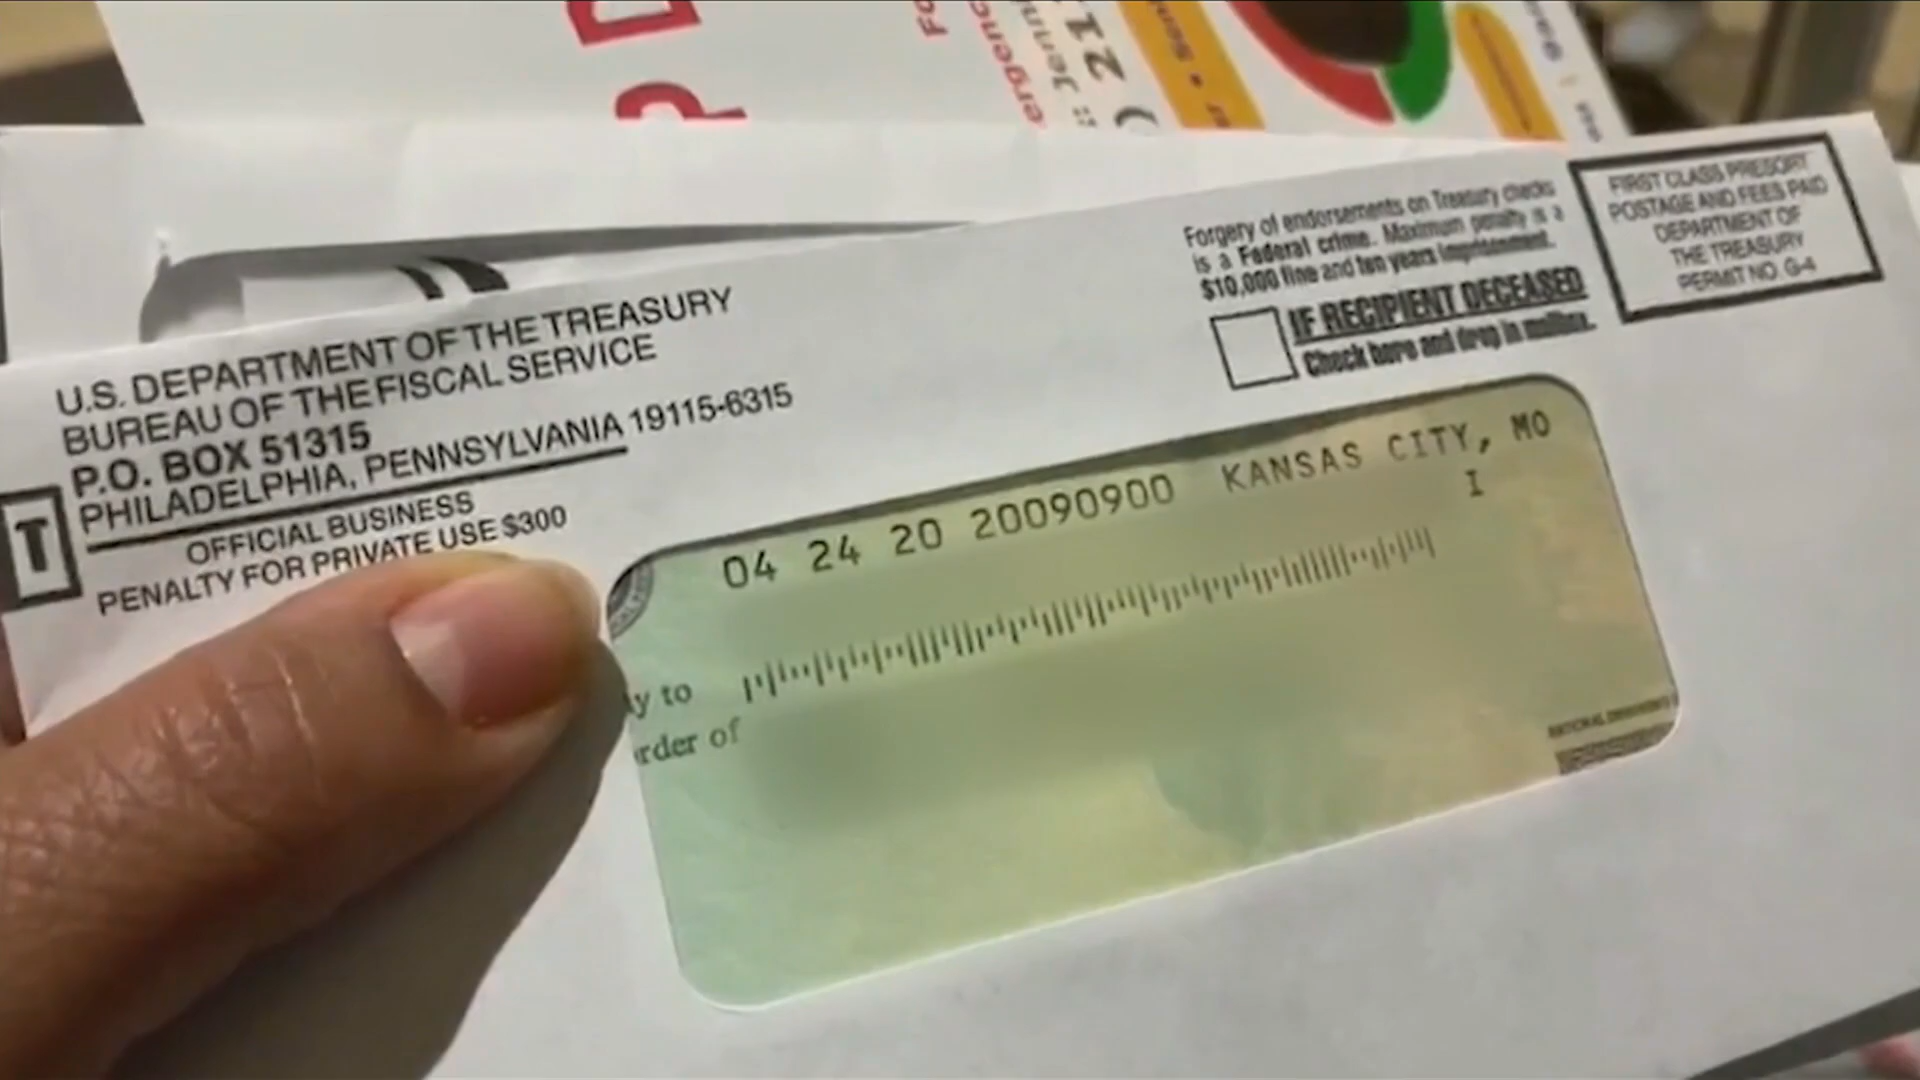 U.S. DEPARTMENT OF THE TREASURY
BUREAU OF THE FISCAL SERVICE
P.O. BOX 51315
PHILADELPHIA, PENNSYLVANIA 19115-6315
OFFICIAL BUSINESS
PENALTY FOR PRIVATE USE $300
T
Forgery of endorsements on Treasury checks
is a Federal crime. Maximum penalty is a
$10,000 fine and ten years imprisonment.
IF RECIPIENT DECEASED
Check here and drop in mailbox.
FIRST CLASS PRESORT
POSTAGE AND FEES PAID
DEPARTMENT OF
THE TREASURY
PERMIT NO. G-4
04 24 20 20090900 KANSAS CITY, MO
I
y to
rder of